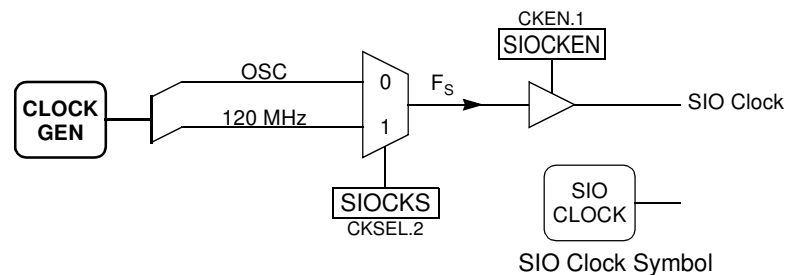 CKEN.1
SIOCKEN
OSC
0
F_S
CLOCK
GEN
SIO Clock
120 MHz
1
SIOCKS
CKSEL.2
SIO
CLOCK
SIO Clock Symbol